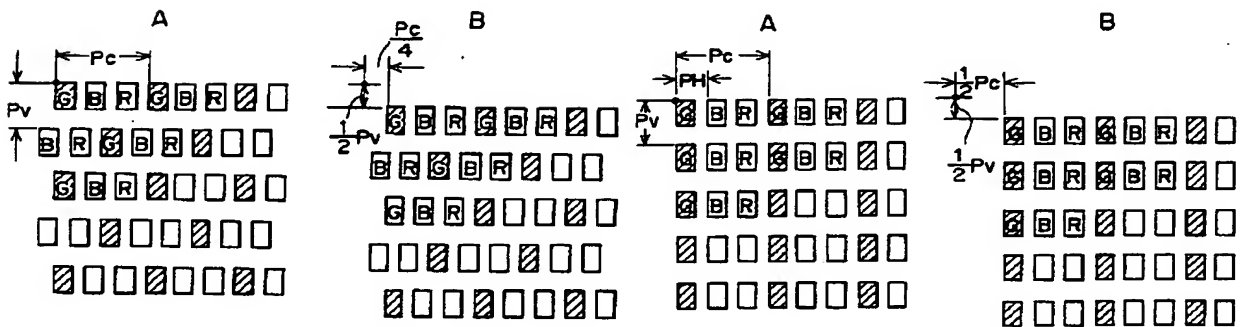 A
B
A
B
Pc
Pc/4
Pc
PH
1/2 Pc
Pv
1/2 Pv
Pv
1/2 Pv
G B R G B R
B R G B R
G B R
G B R G B R
B R G B R
G B R
G B R G B R
G B R G B R
G B R
G B R G B R
G B R G B R
G B R